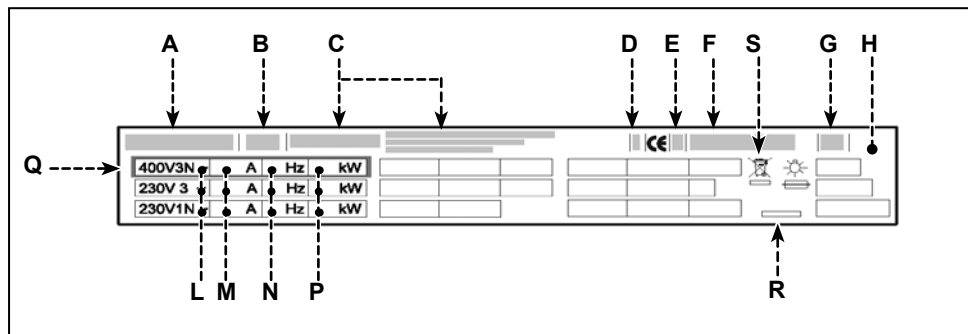 A B C D E F S G H
CE
Q
400V3N~ A Hz kW
230V 3 ~ A Hz kW
230V1N~ A Hz kW
L M N P R